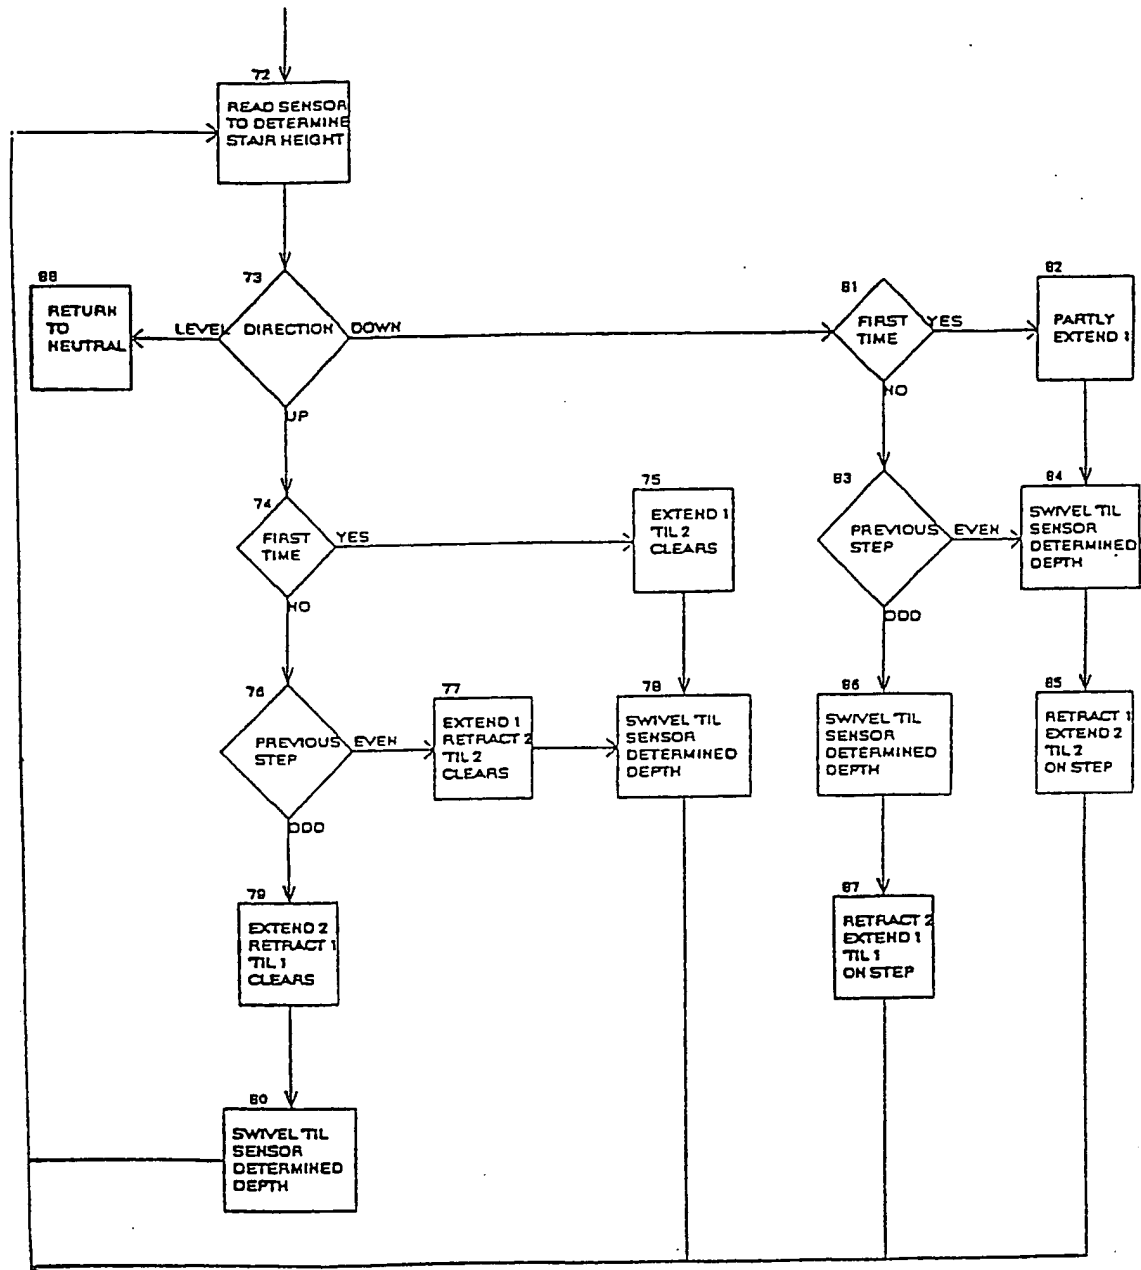 72
READ SENSOR
TO DETERMINE
STAIR HEIGHT
88
RETURN
TO
NEUTRAL
LEVEL
73
DIRECTION
DOWN
UP
81
FIRST
TIME
YES
NO
82
PARTLY
EXTEND 1
74
FIRST
TIME
YES
NO
75
EXTEND 1
'TIL 2
CLEARS
83
PREVIOUS
STEP
EVEN
ODD
84
SWIVEL 'TIL
SENSOR
DETERMINED
DEPTH
76
PREVIOUS
STEP
EVEN
ODD
77
EXTEND 1
RETRACT 2
'TIL 2
CLEARS
78
SWIVEL 'TIL
SENSOR
DETERMINED
DEPTH
86
SWIVEL 'TIL
SENSOR
DETERMINED
DEPTH
85
RETRACT 1
EXTEND 2
'TIL 2
ON STEP
79
EXTEND 2
RETRACT 1
'TIL 1
CLEARS
87
RETRACT 2
EXTEND 1
'TIL 1
ON STEP
80
SWIVEL 'TIL
SENSOR
DETERMINED
DEPTH